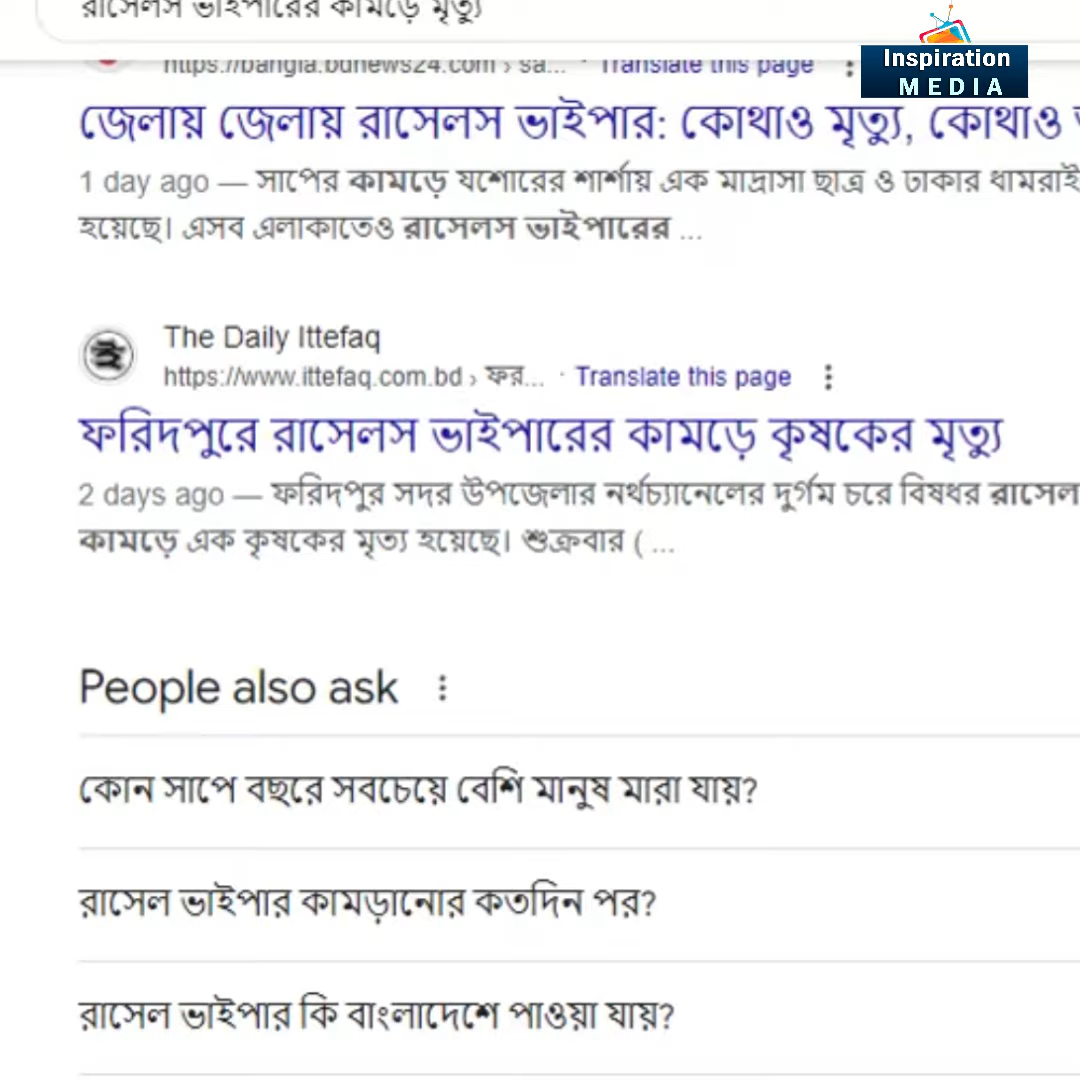 রাসেলস ভাইপারের কামড়ে মৃত্যু
Inspiration
MEDIA
https://bangla.bdnews24.com › sa... · Translate this page
জেলায় জেলায় রাসেলস ভাইপার: কোথাও মৃত্যু, কোথাও
1 day ago — সাপের কামড়ে যশোরের শার্শায় এক মাদ্রাসা ছাত্র ও ঢাকার ধামরাই
হয়েছে। এসব এলাকাতেও রাসেলস ভাইপারের ...
The Daily Ittefaq
https://www.ittefaq.com.bd › ফর... · Translate this page
ফরিদপুরে রাসেলস ভাইপারের কামড়ে কৃষকের মৃত্যু
2 days ago — ফরিদপুর সদর উপজেলার নর্থচ্যানেলের দুর্গম চরে বিষধর রাসেল
কামড়ে এক কৃষকের মৃত্যু হয়েছে। শুক্রবার ( ...
People also ask
কোন সাপে বছরে সবচেয়ে বেশি মানুষ মারা যায়?
রাসেল ভাইপার কামড়ানোর কতদিন পর?
রাসেল ভাইপার কি বাংলাদেশে পাওয়া যায়?